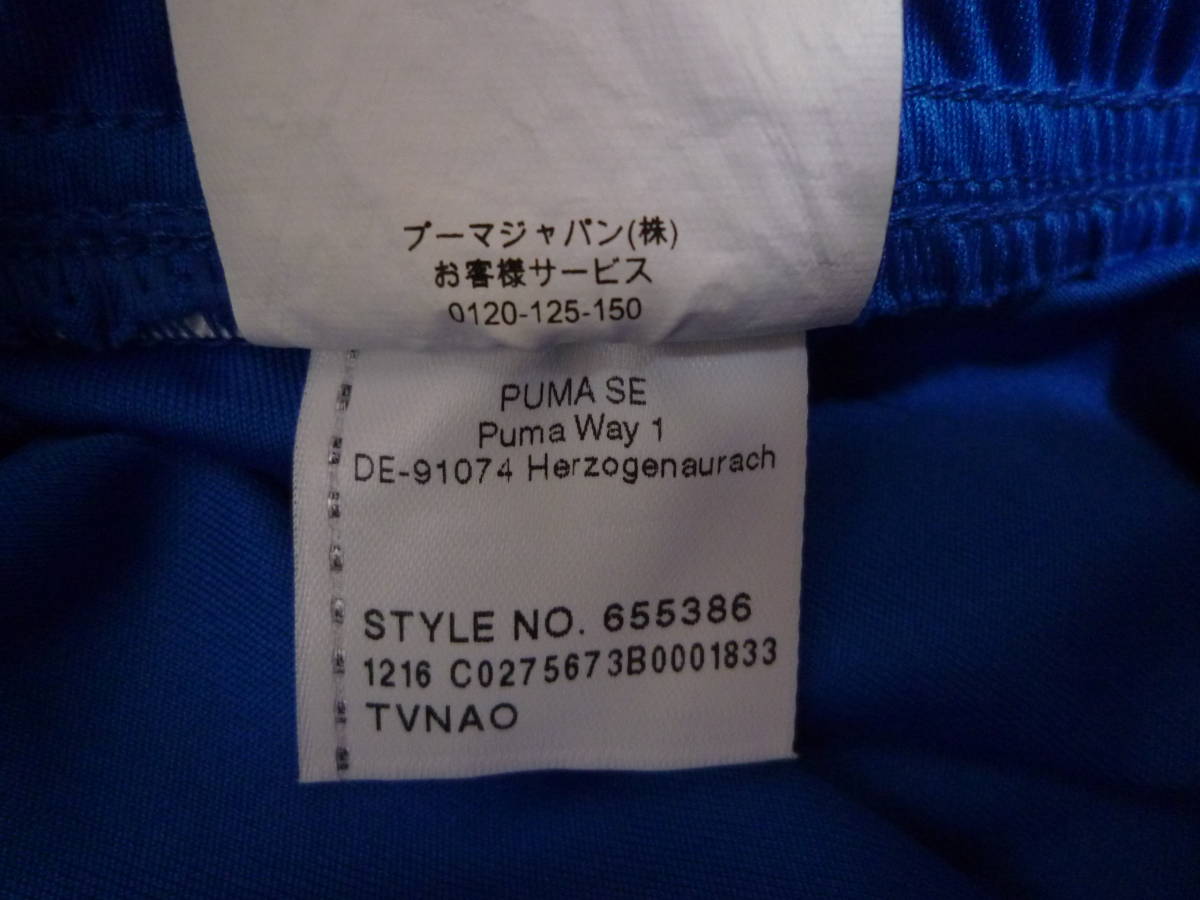 プーマジャパン(株)
お客様サービス
0120-125-150
PUMA SE
Puma Way 1
DE-91074 Herzogenaurach
STYLE NO. 655386
1216 C0275673B0001833
TVNAO